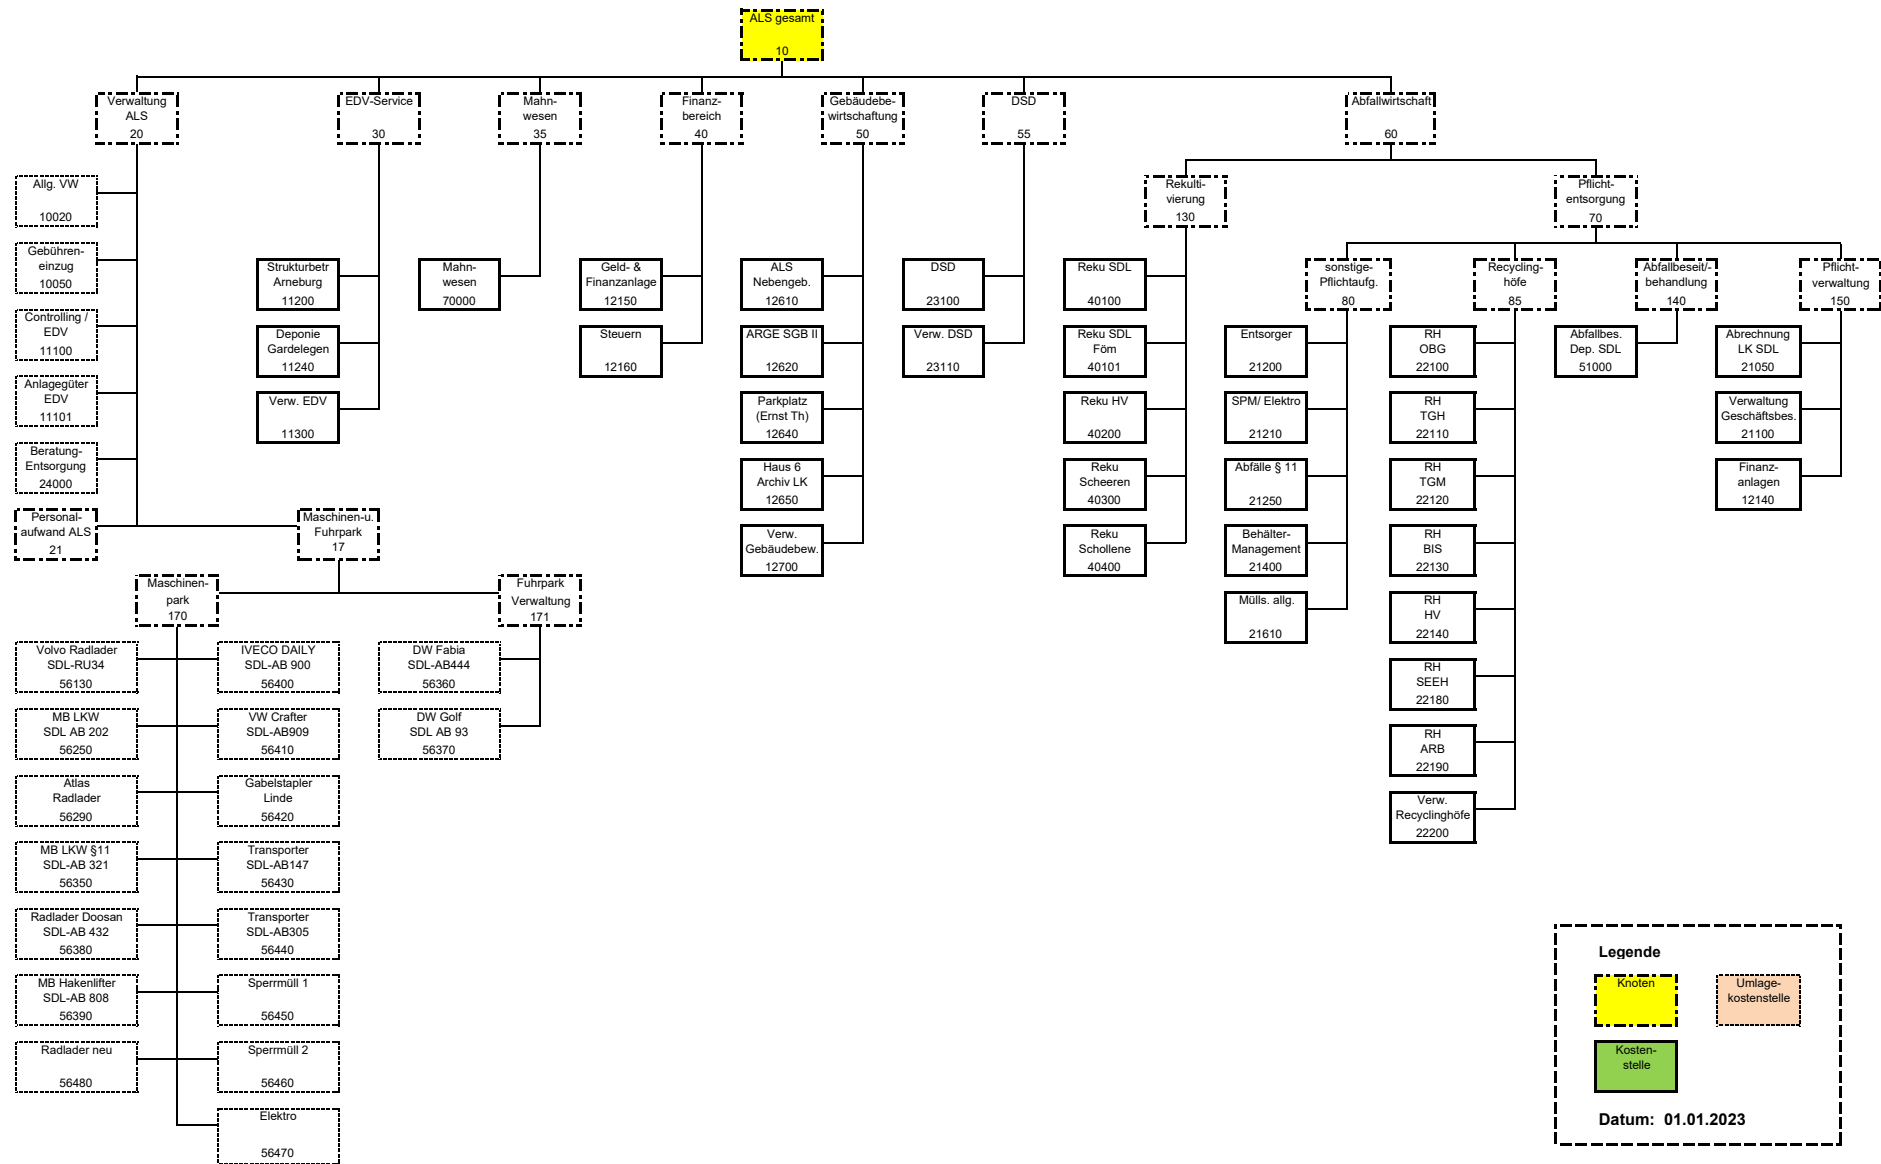 ALS gesamt
10
Verwaltung
ALS
20
EDV-Service
30
Mahn-
wesen
35
Finanz-
bereich
40
Gebäudebe-
wirtschaftung
50
DSD
55
Abfallwirtschaft
60
Rekulti-
vierung
130
Pflicht-
entsorgung
70
Allg. VW
10020
Gebühren-
einzug
10050
Controlling /
EDV
11100
Anlagegüter
EDV
11101
Beratung-
Entsorgung
24000
Personal-
aufwand ALS
21
Maschinen-u.
Fuhrpark
17
Strukturbetr
Arneburg
11200
Deponie
Gardelegen
11240
Verw. EDV
11300
Mahn-
wesen
70000
Geld- &
Finanzanlage
12150
Steuern
12160
ALS
Nebengeb.
12610
ARGE SGB II
12620
Parkplatz
(Ernst Th)
12640
Haus 6
Archiv LK
12650
Verw.
Gebäudebew.
12700
DSD
23100
Verw. DSD
23110
Reku SDL
40100
Reku SDL
Föm
40101
Reku HV
40200
Reku
Scheeren
40300
Reku
Schollene
40400
sonstige-
Pflichtaufg.
80
Recycling-
höfe
85
Abfallbeseit/-
behandlung
140
Pflicht-
verwaltung
150
Entsorger
21200
SPM/ Elektro
21210
Abfälle § 11
21250
Behälter-
Management
21400
Mülls. allg.
21610
RH
OBG
22100
RH
TGH
22110
RH
TGM
22120
RH
BIS
22130
RH
HV
22140
RH
SEEH
22180
RH
ARB
22190
Verw.
Recyclinghöfe
22200
Abfallbes.
Dep. SDL
51000
Abrechnung
LK SDL
21050
Verwaltung
Geschäftsbes.
21100
Finanz-
anlagen
12140
Maschinen-
park
170
Fuhrpark
Verwaltung
171
Volvo Radlader
SDL-RU34
56130
MB LKW
SDL AB 202
56250
Atlas
Radlader
56290
MB LKW §11
SDL-AB 321
56350
Radlader Doosan
SDL-AB 432
56380
MB Hakenlifter
SDL-AB 808
56390
Radlader neu
56480
IVECO DAILY
SDL-AB 900
56400
VW Crafter
SDL-AB909
56410
Gabelstapler
Linde
56420
Transporter
SDL-AB147
56430
Transporter
SDL-AB305
56440
Sperrmüll 1
56450
Sperrmüll 2
56460
Elektro
56470
DW Fabia
SDL-AB444
56360
DW Golf
SDL AB 93
56370
Legende
Knoten
Umlage-
kostenstelle
Kosten-
stelle
Datum: 01.01.2023